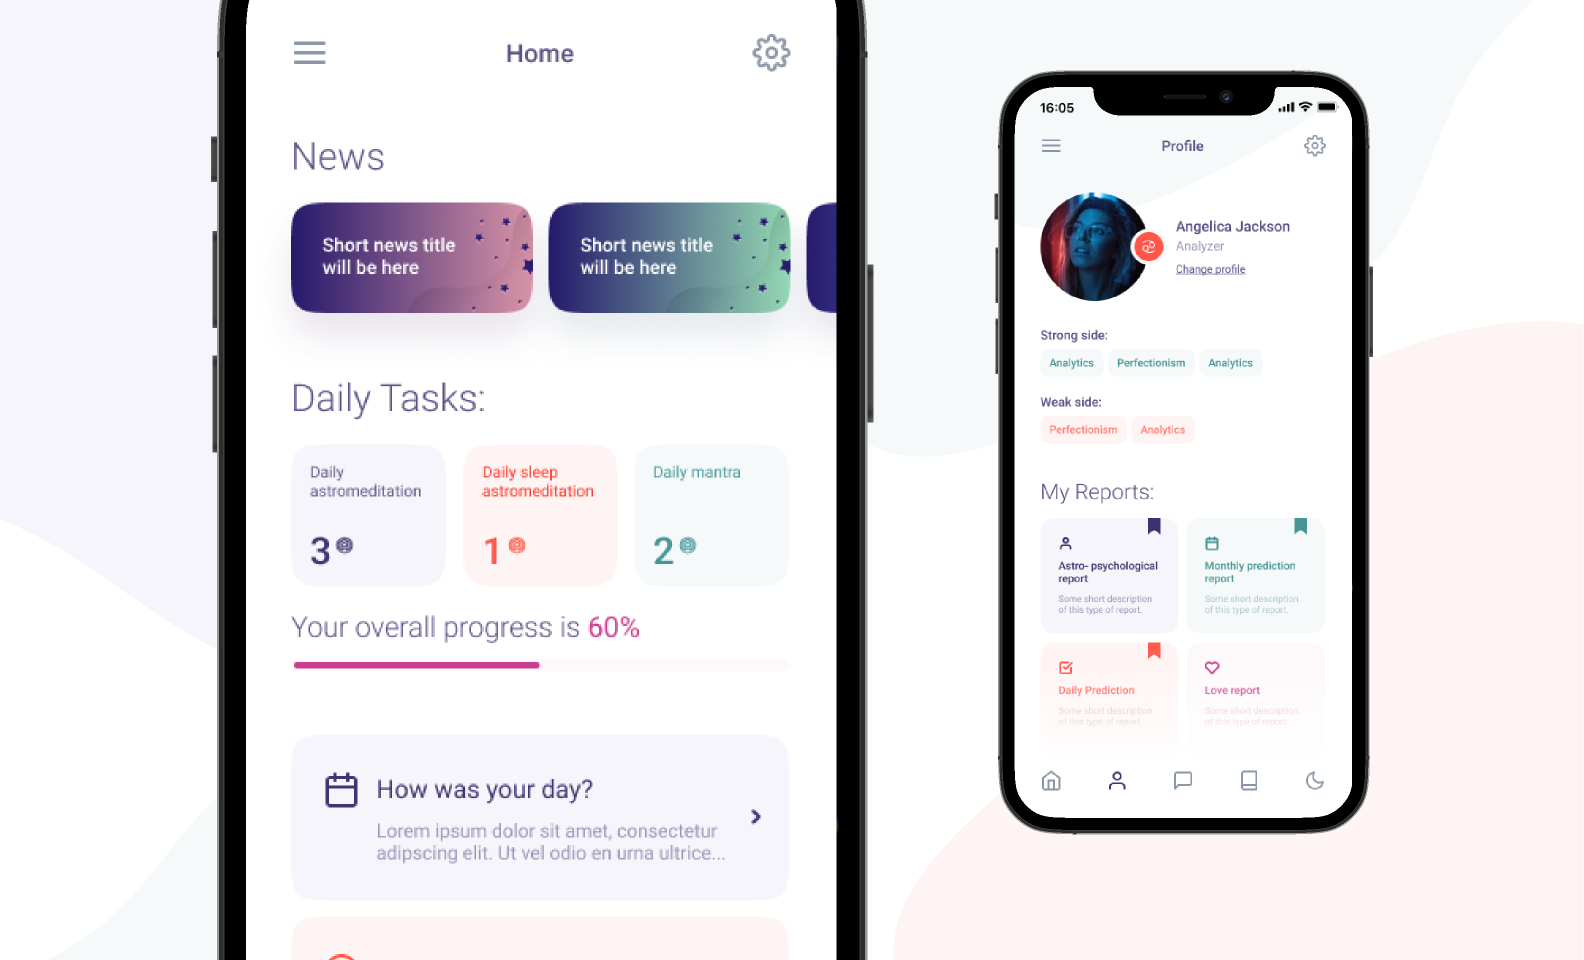 Home
News
Short news title
will be here
Short news title
will be here
Daily Tasks:
Daily
astromeditation
3
Daily sleep
astromeditation
1
Daily mantra
2
Your overall progress is 60%
How was your day?
Lorem ipsum dolor sit amet, consectetur
adipscing elit. Ut vel odio en urna ultrice...
16:05
Profile
Angelica Jackson
Analyzer
Change profile
Strong side:
Analytics
Perfectionism
Analytics
Weak side:
Perfectionism
Analytics
My Reports:
Astro- psychological
report
Some short description
of this type of report.
Monthly prediction
report
Some short description
of this type of report.
Daily Prediction
Some short description
of this type of report.
Love report
Some short description
of this type of report.